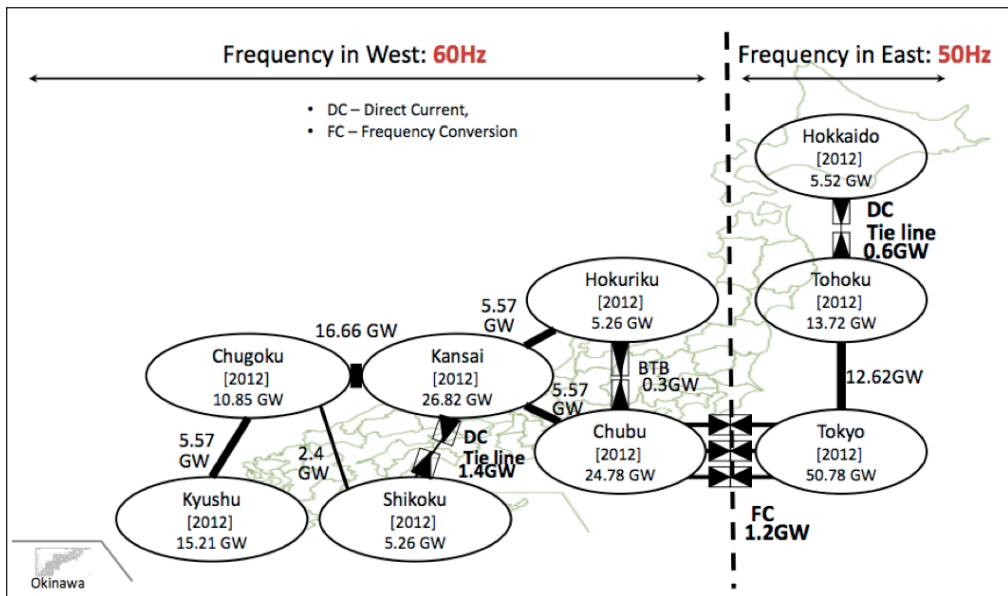 Frequency in West: 60Hz
Frequency in East: 50Hz
• DC – Direct Current,
• FC – Frequency Conversion
Hokkaido
[2012]
5.52 GW
DC
Tie line
0.6GW
Hokuriku
[2012]
5.26 GW
Tohoku
[2012]
13.72 GW
5.57
GW
16.66 GW
Chugoku
[2012]
10.85 GW
Kansai
[2012]
26.82 GW
BTB
0.3GW
12.62GW
5.57
GW
Chubu
[2012]
24.78 GW
Tokyo
[2012]
50.78 GW
5.57
GW
2.4
GW
DC
Tie line
1.4GW
Kyushu
[2012]
15.21 GW
Shikoku
[2012]
5.26 GW
FC
1.2GW
Okinawa